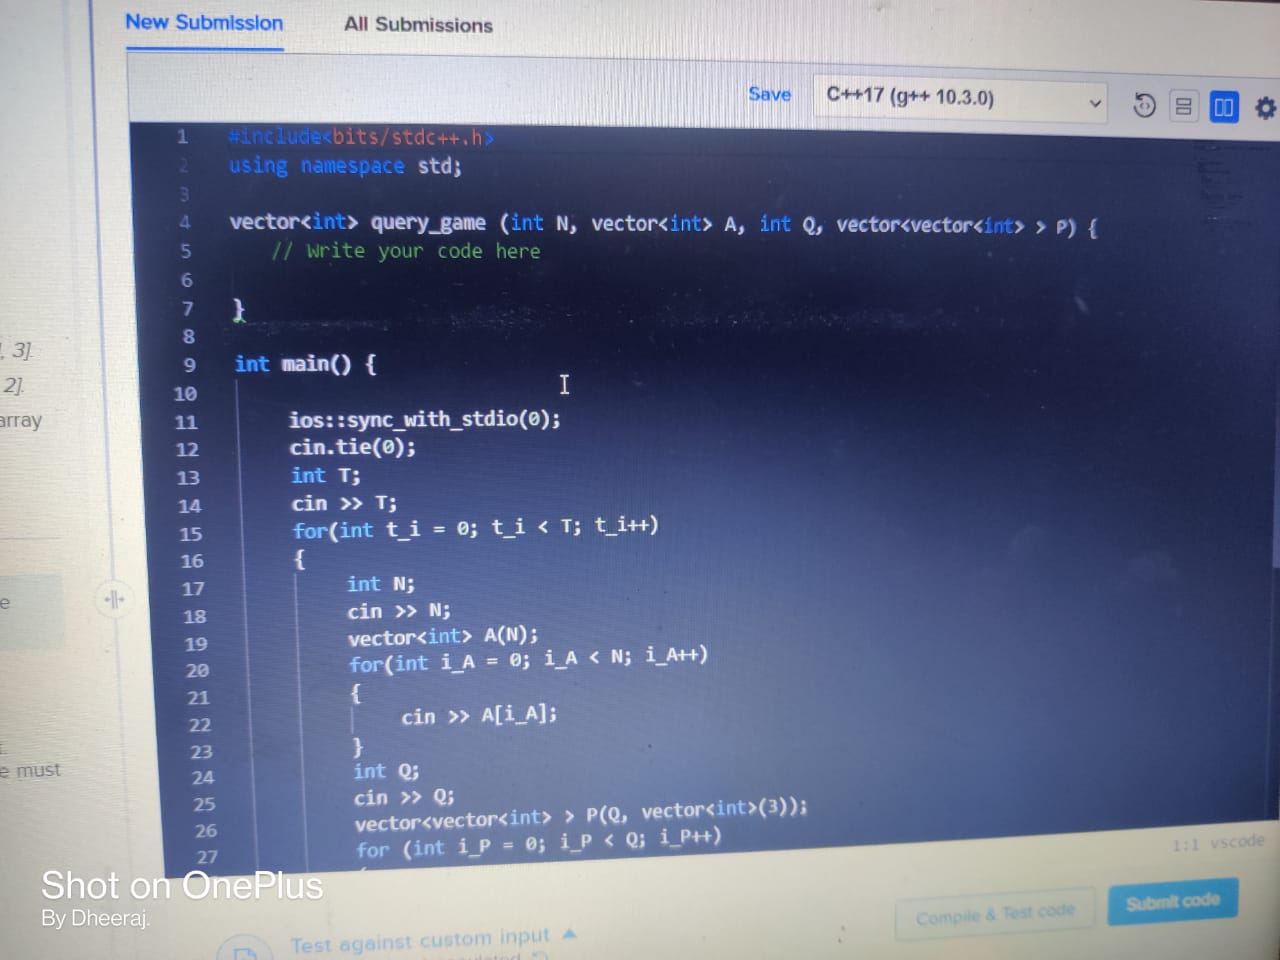 New Submission All Submissions
Save C++17 (g++ 10.3.0)
1 #include<bits/stdc++.h>
2 using namespace std;
3
4 vector<int> query_game (int N, vector<int> A, int Q, vector<vector<int> > P) {
5 // Write your code here
6
7 }
8
9 int main() {
10
11 ios::sync_with_stdio(0);
12 cin.tie(0);
13 int T;
14 cin >> T;
15 for(int t_i = 0; t_i < T; t_i++)
16 {
17 int N;
18 cin >> N;
19 vector<int> A(N);
20 for(int i_A = 0; i_A < N; i_A++)
21 {
22 cin >> A[i_A];
23 }
24 int Q;
25 cin >> Q;
26 vector<vector<int> > P(Q, vector<int>(3));
27 for (int i_P = 0; i_P < Q; i_P++)
, 3].
2].
array
e
e must
1:1 vscode
Compile & Test code Submit code
Test against custom input
Shot on OnePlus
By Dheeraj.